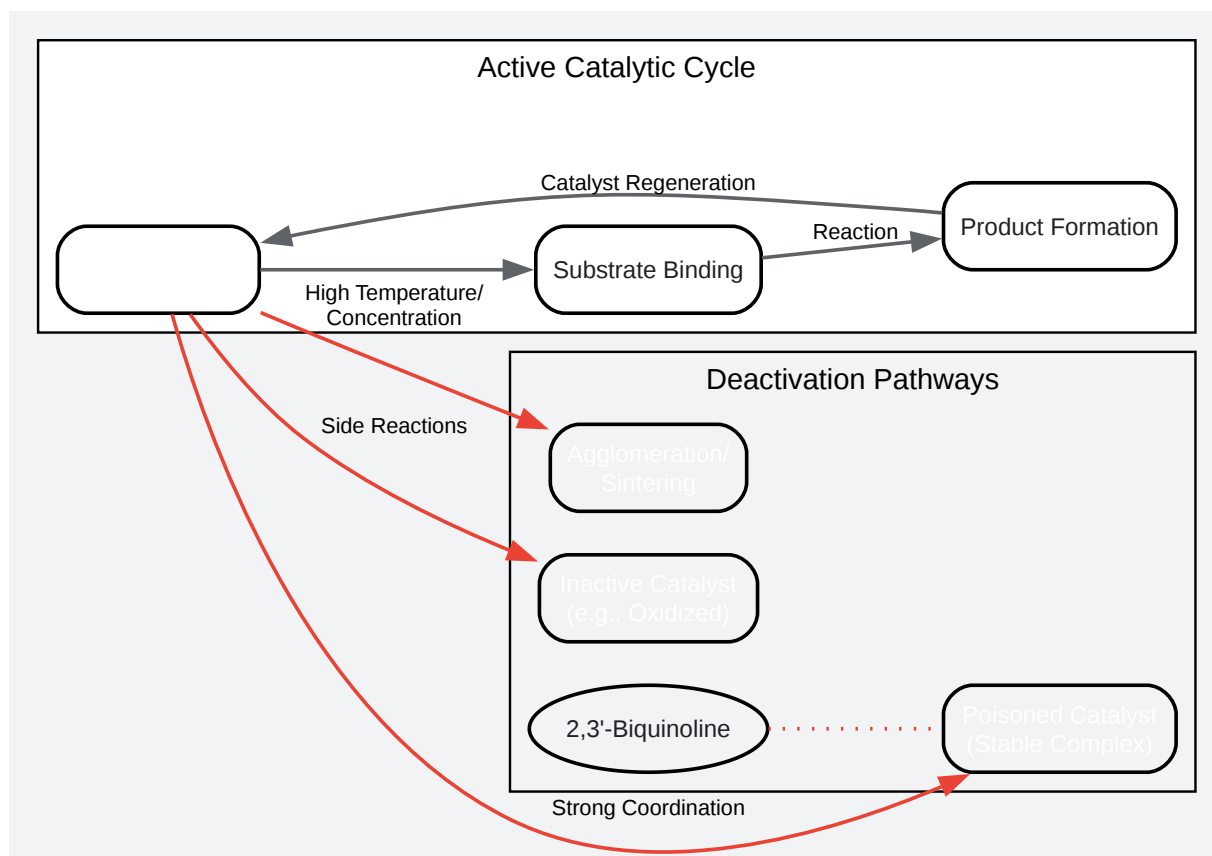 Active Catalytic Cycle
Catalyst Regeneration
Product Formation
Reaction
Substrate Binding
High Temperature/
Concentration
Deactivation Pathways
Side Reactions
Agglomeration/
Sintering
Inactive Catalyst
(e.g., Oxidized)
2,3'-Biquinoline
Poisoned Catalyst
(Stable Complex)
Strong Coordination